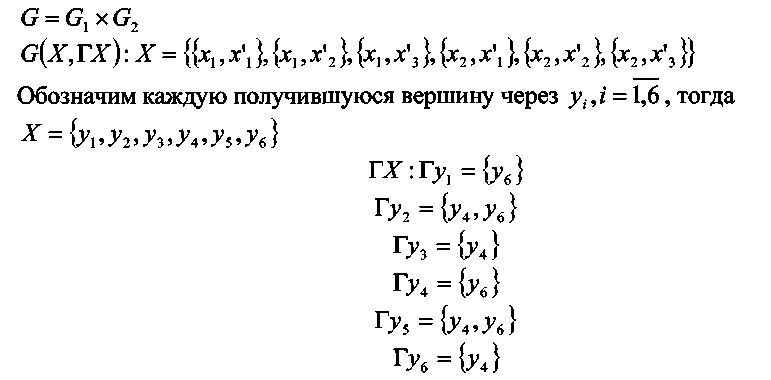 G = G₁ × G₂
G(X, ΓX): X = {{x₁, x'₁}, {x₁, x'₂}, {x₁, x'₃}, {x₂, x'₁}, {x₂, x'₂}, {x₂, x'₃}}
Обозначим каждую получившуюся вершину через yᵢ, i = 1,6, тогда
X = {y₁, y₂, y₃, y₄, y₅, y₆}
ΓX : Γy₁ = {y₆}
Γy₂ = {y₄, y₆}
Γy₃ = {y₄}
Γy₄ = {y₆}
Γy₅ = {y₄, y₆}
Γy₆ = {y₄}